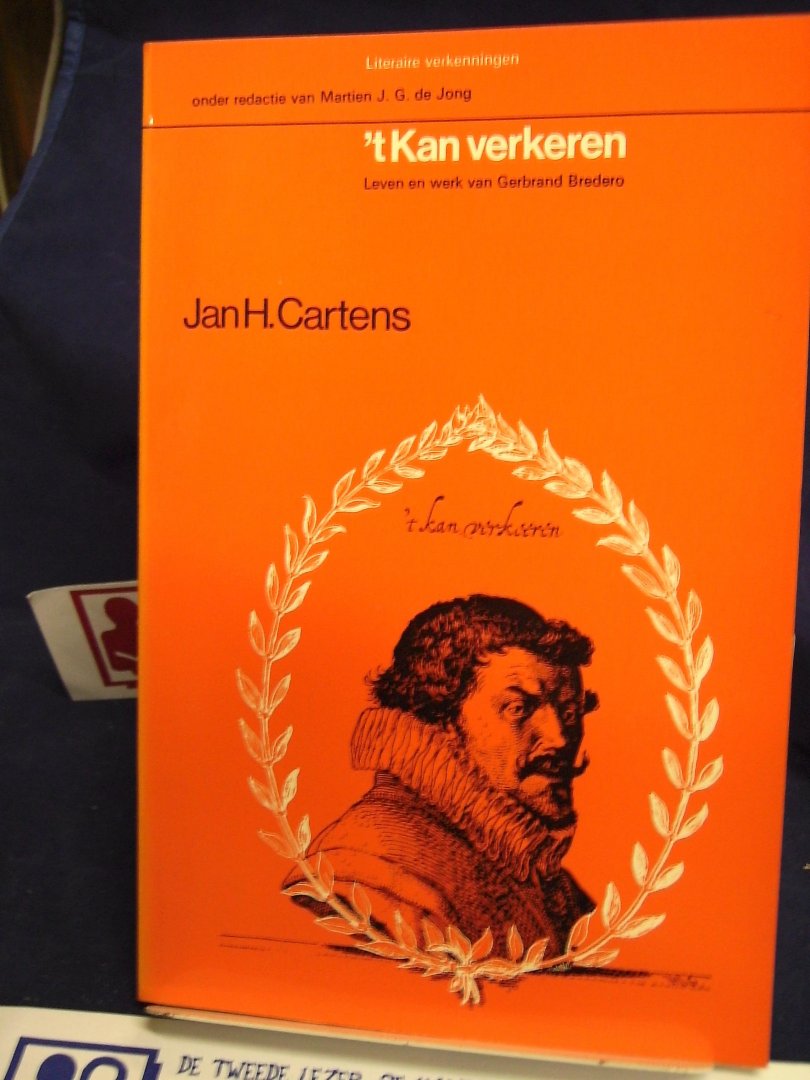 Literaire verkenningen
onder redactie van Martien J. G. de Jong
't Kan verkeren
Leven en werk van Gerbrand Bredero
Jan H. Cartens
't kan verkeeren
DE TWEEDE LEZER